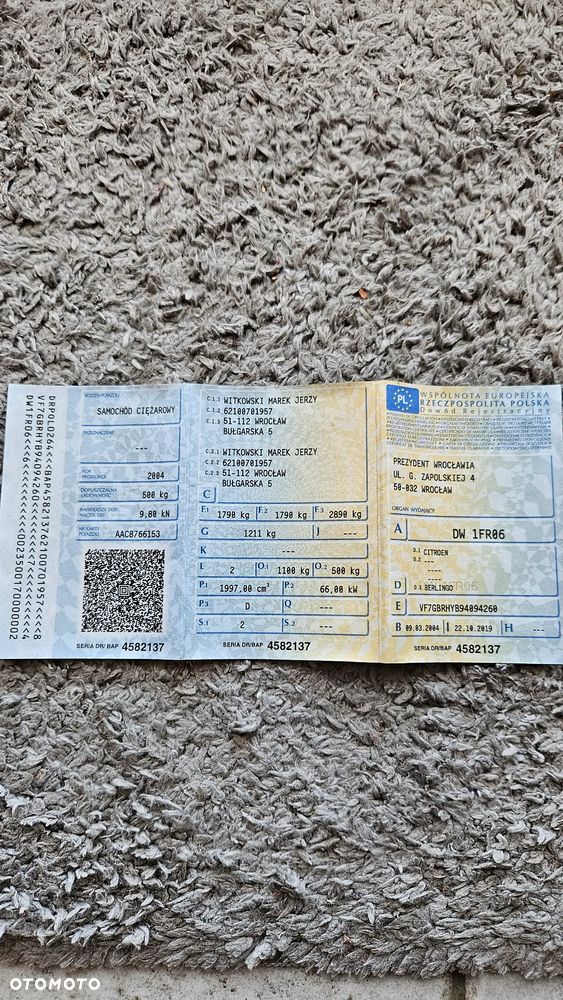 RODZAJ POJAZDU
SAMOCHÓD CIĘŻAROWY
PRZEZNACZENIE
---
ROK PRODUKCJI
2004
DOPUSZCZALNA ŁADOWNOŚĆ
500 kg
NAJWIĘKSZY DOP. NACISK OSI
9,80 kN
NR KARTY POJAZDU
AAC8766153
SERIA DR/BAP 4582137
C.1.1 WITKOWSKI MAREK JERZY
C.1.2 62100701957
C.1.3 51-112 WROCŁAW
BUŁGARSKA 5
C.2.1 WITKOWSKI MAREK JERZY
C.2.2 62100701957
C.2.3 51-112 WROCŁAW
BUŁGARSKA 5
C
F.1 1790 kg F.2 1790 kg F.3 2890 kg
G 1211 kg J ---
K ---
L 2 O.1 1100 kg O.2 500 kg
P.1 1997,00 cm³ P.2 66,00 kW
P.3 D Q ---
S.1 2 S.2 ---
SERIA DR/BAP 4582137
PL
WSPÓLNOTA EUROPEJSKA
RZECZPOSPOLITA POLSKA
Dowód Rejestracyjny
PREZYDENT WROCŁAWIA
UL. G. ZAPOLSKIEJ 4
50-032 WROCŁAW
ORGAN WYDAJĄCY
A DW 1FR06
D.1 CITROEN
D.2 ---
----
----
D D.3 BERLINGO
E VF7GBRHYB94094260
B 09.03.2004 I 22.10.2019 H ---
SERIA DR/BAP 4582137
OTOMOTO